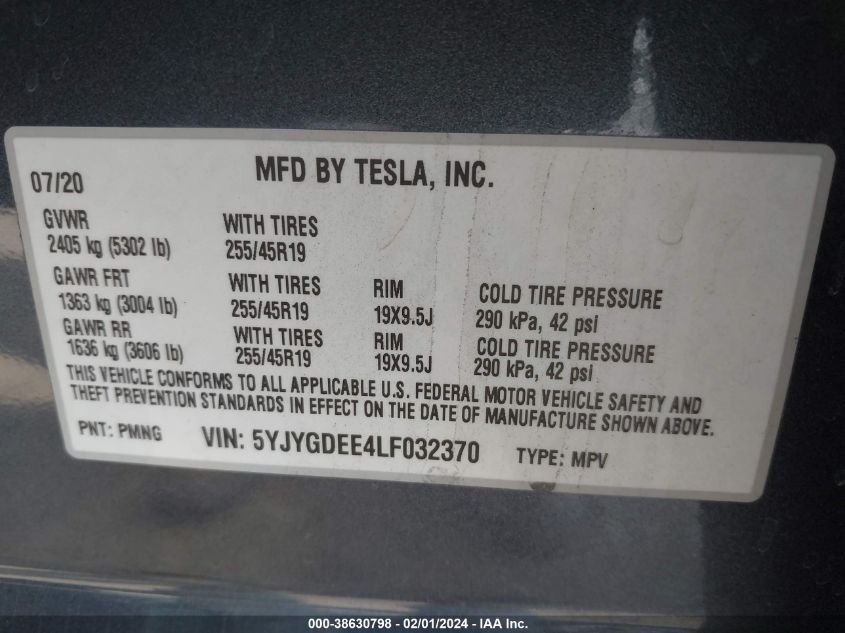 07/20 MFD BY TESLA, INC.
GVWR WITH TIRES
2405 kg (5302 lb) 255/45R19
GAWR FRT WITH TIRES RIM COLD TIRE PRESSURE
1363 kg (3004 lb) 255/45R19 19X9.5J 290 kPa, 42 psi
GAWR RR WITH TIRES RIM COLD TIRE PRESSURE
1636 kg (3606 lb) 255/45R19 19X9.5J 290 kPa, 42 psi
THIS VEHICLE CONFORMS TO ALL APPLICABLE U.S. FEDERAL MOTOR VEHICLE SAFETY AND
THEFT PREVENTION STANDARDS IN EFFECT ON THE DATE OF MANUFACTURE SHOWN ABOVE.
PNT: PMNG VIN: 5YJYGDEE4LF032370 TYPE: MPV
000-38630798 - 02/01/2024 - IAA Inc.